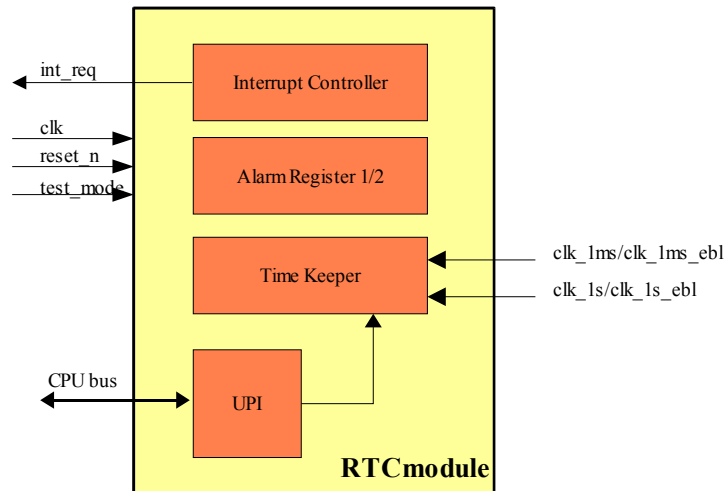 int_req
Interrupt Controller
clk
reset_n
test_mode
Alarm Register 1/2
Time Keeper
clk_1ms/clk_1ms_ebl
clk_1s/clk_1s_ebl
CPU bus
UPI
RTCmodule